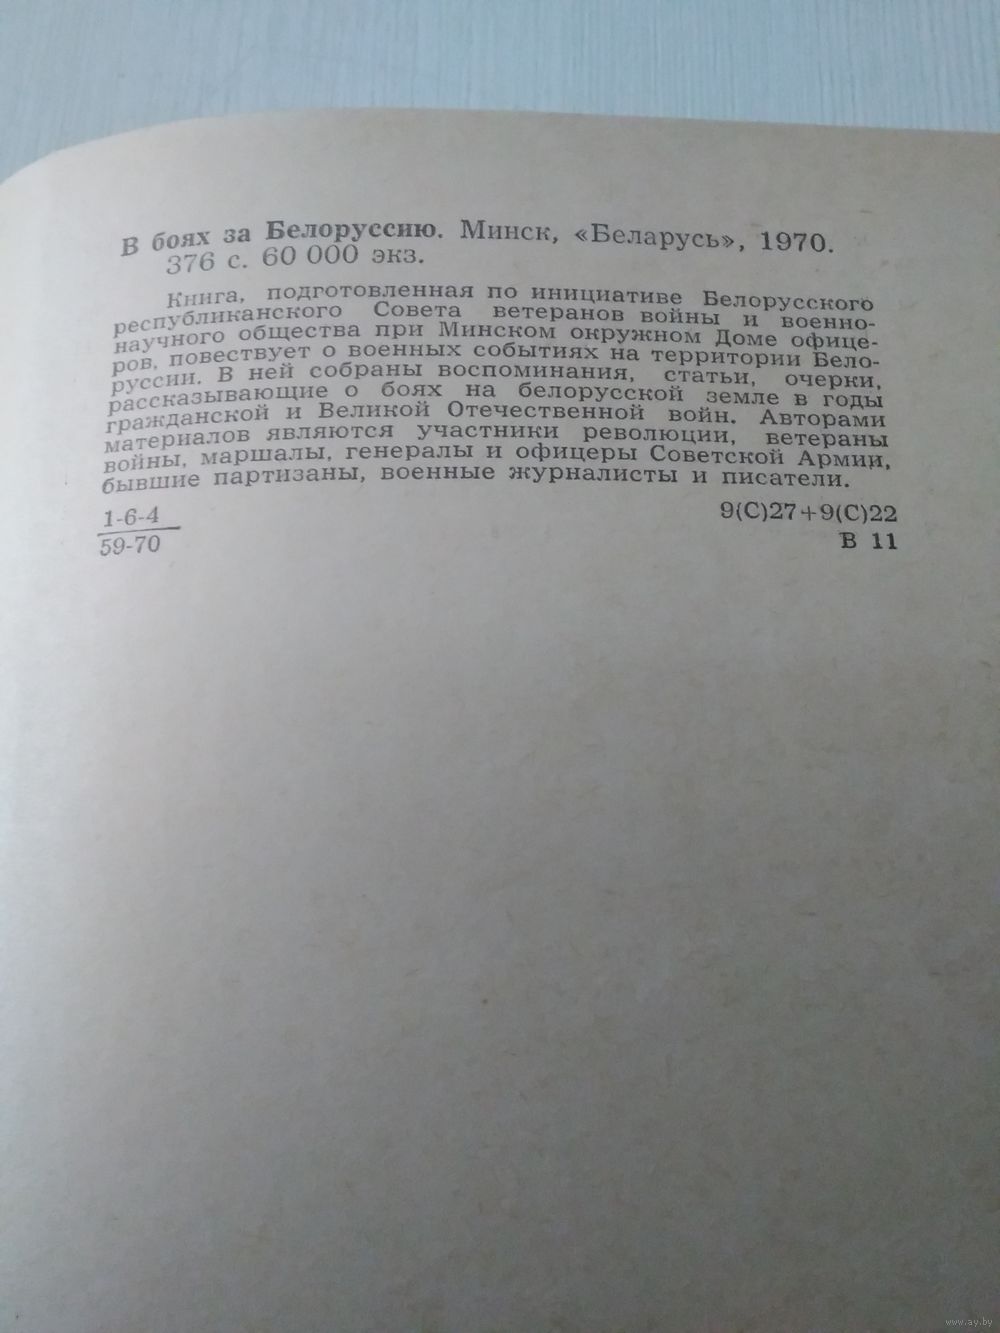 В боях за Белоруссию. Минск, «Беларусь», 1970.
376 с. 60 000 экз.
Книга, подготовленная по инициативе Белорусского
республиканского Совета ветеранов войны и военно-
научного общества при Минском окружном Доме офице-
ров, повествует о военных событиях на территории Бело-
руссии. В ней собраны воспоминания, статьи, очерки,
рассказывающие о боях на белорусской земле в годы
гражданской и Великой Отечественной войн. Авторами
материалов являются участники революции, ветераны
войны, маршалы, генералы и офицеры Советской Армии,
бывшие партизаны, военные журналисты и писатели.
1-6-4
59-70
9(С)27+9(С)22
В 11
www.ay.by